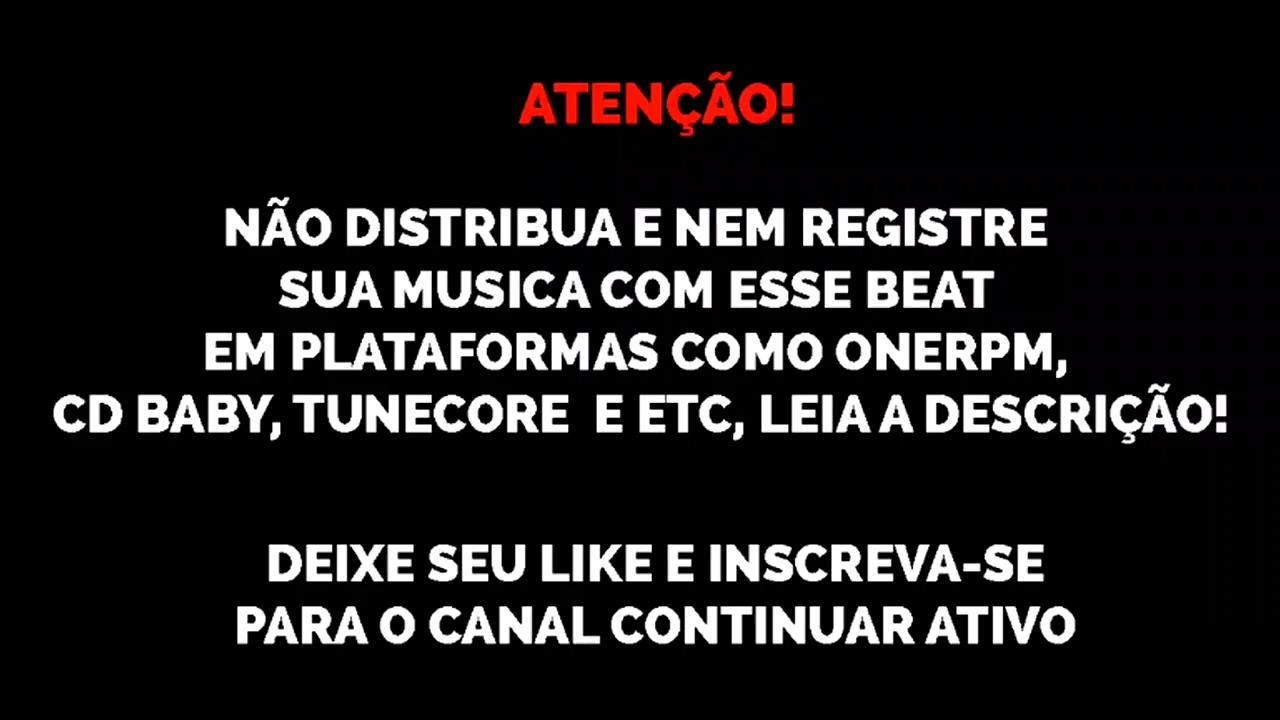 ATENÇÃO!
NÃO DISTRIBUA E NEM REGISTRE
SUA MUSICA COM ESSE BEAT
EM PLATAFORMAS COMO ONERPM,
CD BABY, TUNECORE E ETC, LEIA A DESCRIÇÃO!
DEIXE SEU LIKE E INSCREVA-SE
PARA O CANAL CONTINUAR ATIVO